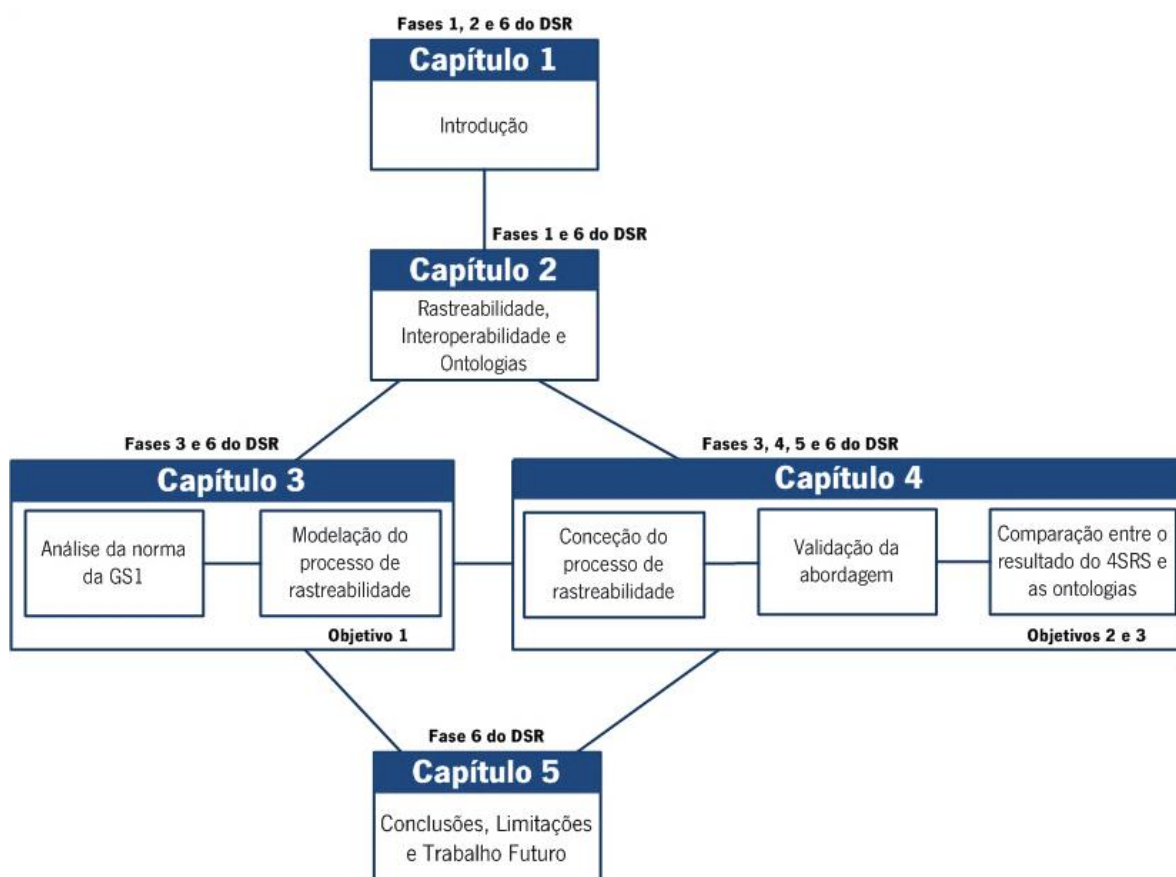 Fases 1, 2 e 6 do DSR
Capítulo 1
Introdução
Fases 1 e 6 do DSR
Capítulo 2
Rastreabilidade,
Interoperabilidade e
Ontologias
Fases 3 e 6 do DSR
Capítulo 3
Análise da norma
da GS1
Modelação do
processo de
rastreabilidade
Objetivo 1
Fases 3, 4, 5 e 6 do DSR
Capítulo 4
Conceção do
processo de
rastreabilidade
Validação da
abordagem
Comparação entre o
resultado do 4SRS e
as ontologias
Objetivos 2 e 3
Fase 6 do DSR
Capítulo 5
Conclusões, Limitações
e Trabalho Futuro